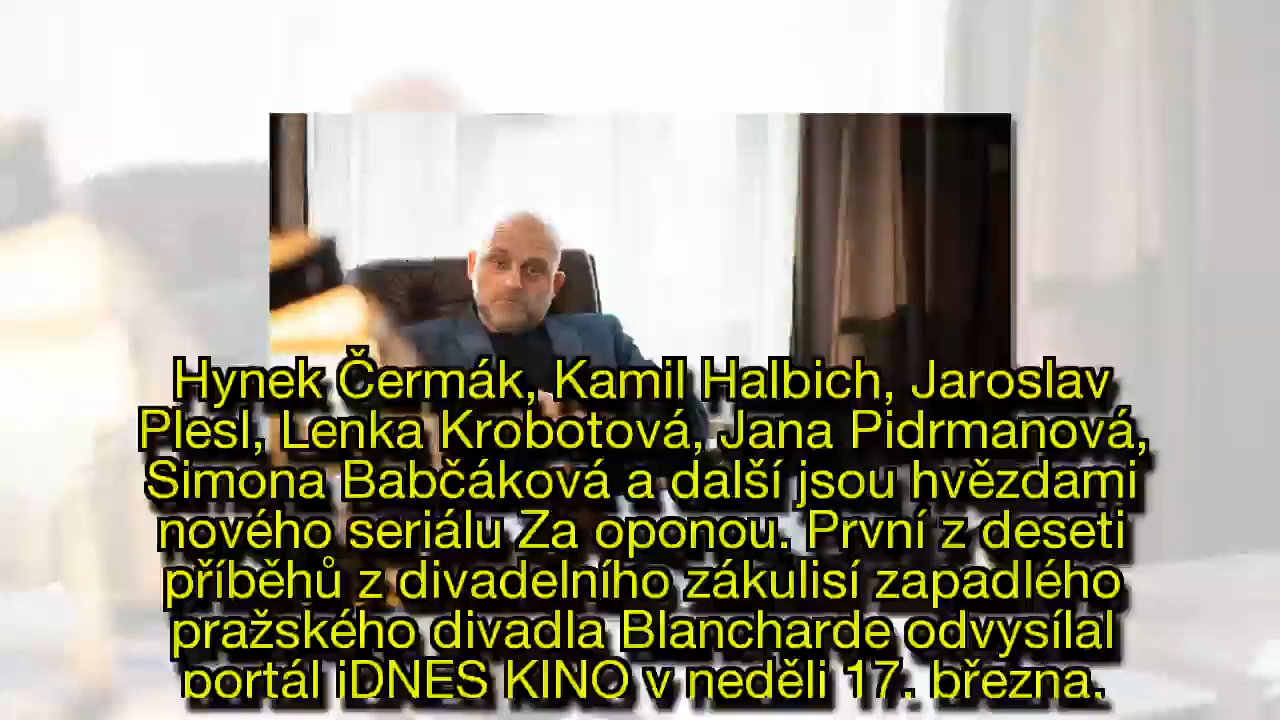 Hynek Čermák, Kamil Halbich, Jaroslav
Plesl, Lenka Krobotová, Jana Pidrmanová,
Simona Babčáková a další jsou hvězdami
nového seriálu Za oponou. První z deseti
příběhů z divadelního zákulisí zapadlého
pražského divadla Blancharde odvysílal
portál iDNES KINO v neděli 17. března.